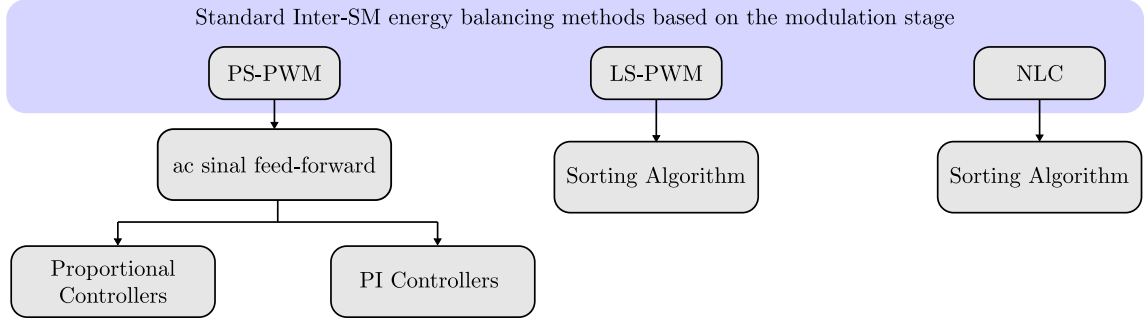 Standard Inter-SM energy balancing methods based on the modulation stage
PS-PWM
LS-PWM
NLC
ac sinal feed-forward
Sorting Algorithm
Sorting Algorithm
Proportional
Controllers
PI Controllers